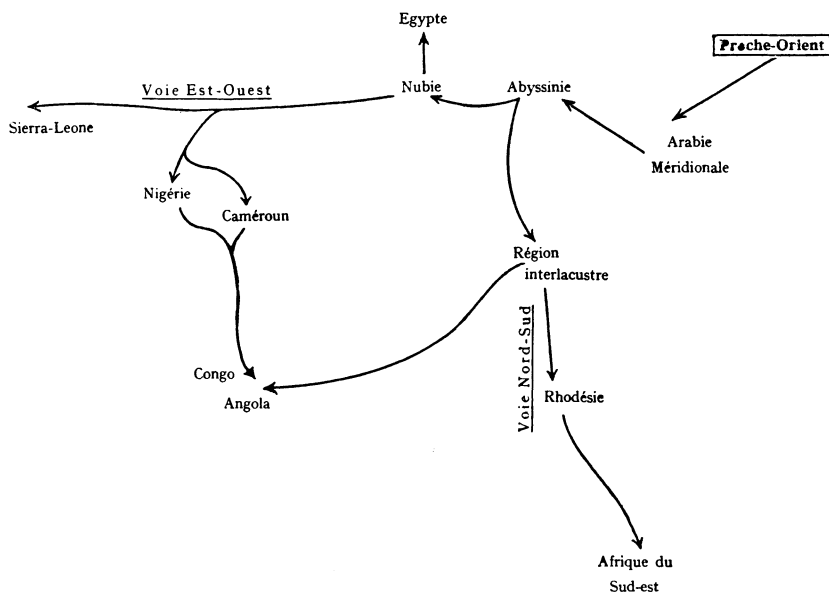 Egypte
Proche-Orient
Voie Est-Ouest
Nubie
Abyssinie
Sierra-Leone
Arabie
Méridionale
Nigérie
Caméroun
Région
interlacustre
Voie Nord-Sud
Congo
Angola
Rhodésie
Afrique du
Sud-est